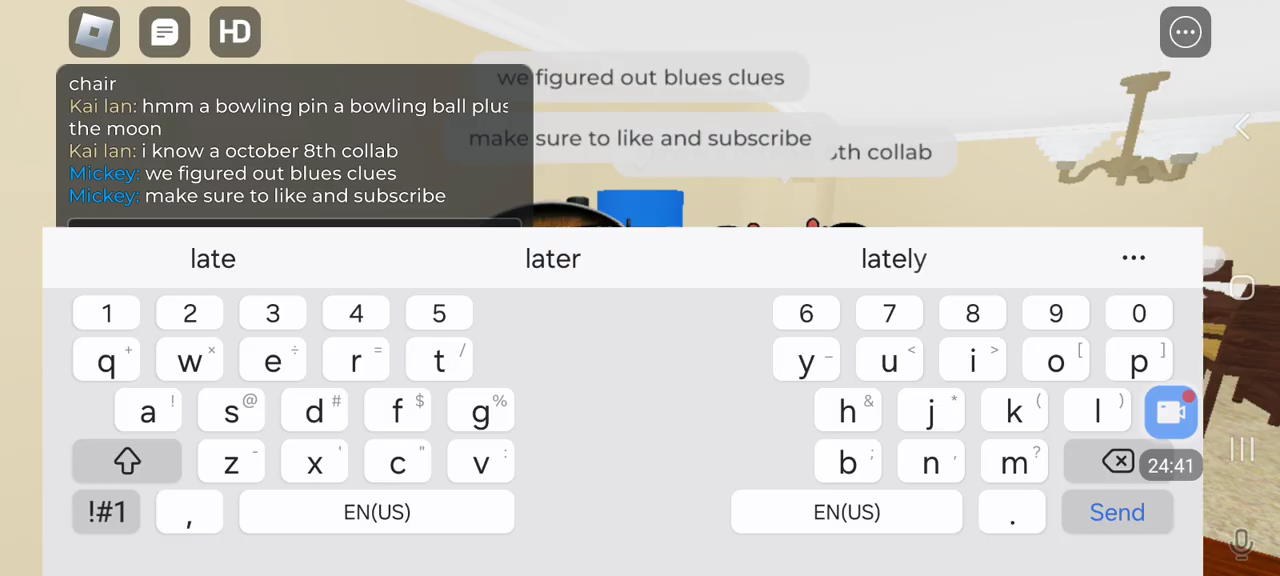 HD
we figured out blues clues
make sure to like and subscribe
8th collab
chair
Kai lan: hmm a bowling pin a bowling ball plus
the moon
Kai lan: i know a october 8th collab
Mickey: we figured out blues clues
Mickey: make sure to like and subscribe
late later lately ...
1 2 3 4 5 6 7 8 9 0
q + w × e ÷ r = t / y - u < i > o [ p ]
a ! s @ d # f $ g % h & j * k ( l )
z - x ' c " v : b ; n , m ?
24:41
!#1 , EN(US) EN(US) . Send